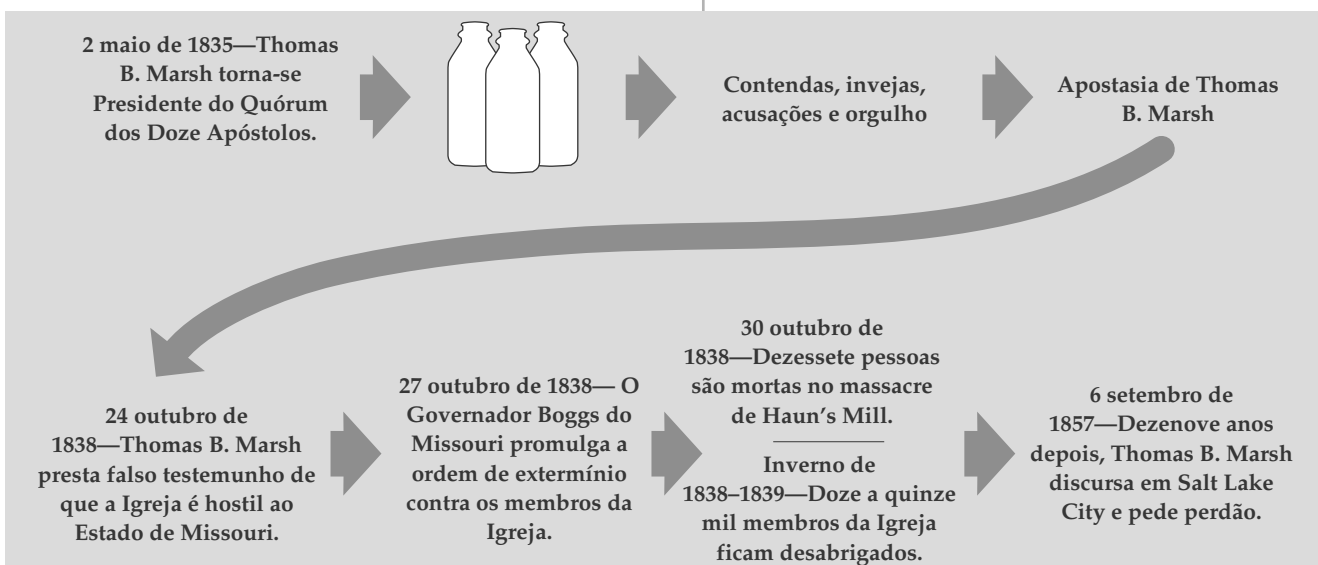 2 maio de 1835—Thomas
B. Marsh torna-se
Presidente do Quórum
dos Doze Apóstolos.
Contendas, invejas,
acusações e orgulho
Apostasia de Thomas
B. Marsh
24 outubro de
1838—Thomas B. Marsh
presta falso testemunho de
que a Igreja é hostil ao
Estado de Missouri.
27 outubro de 1838— O
Governador Boggs do
Missouri promulga a
ordem de extermínio
contra os membros da
Igreja.
30 outubro de
1838—Dezessete pessoas
são mortas no massacre
de Haun's Mill.
Inverno de
1838–1839—Doze a quinze
mil membros da Igreja
ficam desabrigados.
6 setembro de
1857—Dezenove anos
depois, Thomas B. Marsh
discursa em Salt Lake
City e pede perdão.